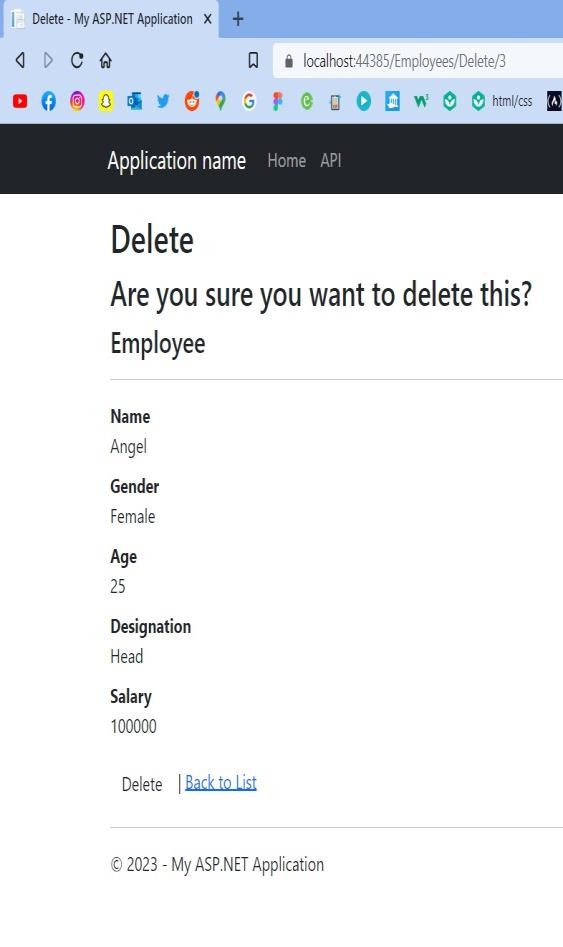 Delete - My ASP.NET Application
localhost:44385/Employees/Delete/3
html/css
Application name Home API
Delete
Are you sure you want to delete this?
Employee
Name
Angel
Gender
Female
Age
25
Designation
Head
Salary
100000
Delete | Back to List
© 2023 - My ASP.NET Application